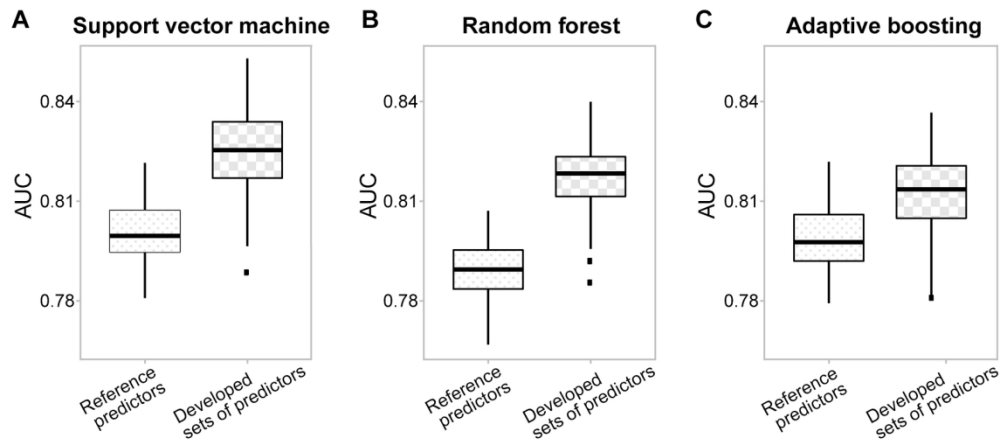 A Support vector machine
AUC
0.84
0.81
0.78
Reference
predictors
Developed
sets of predictors
B Random forest
AUC
0.84
0.81
0.78
Reference
predictors
Developed
sets of predictors
C Adaptive boosting
AUC
0.84
0.81
0.78
Reference
predictors
Developed
sets of predictors